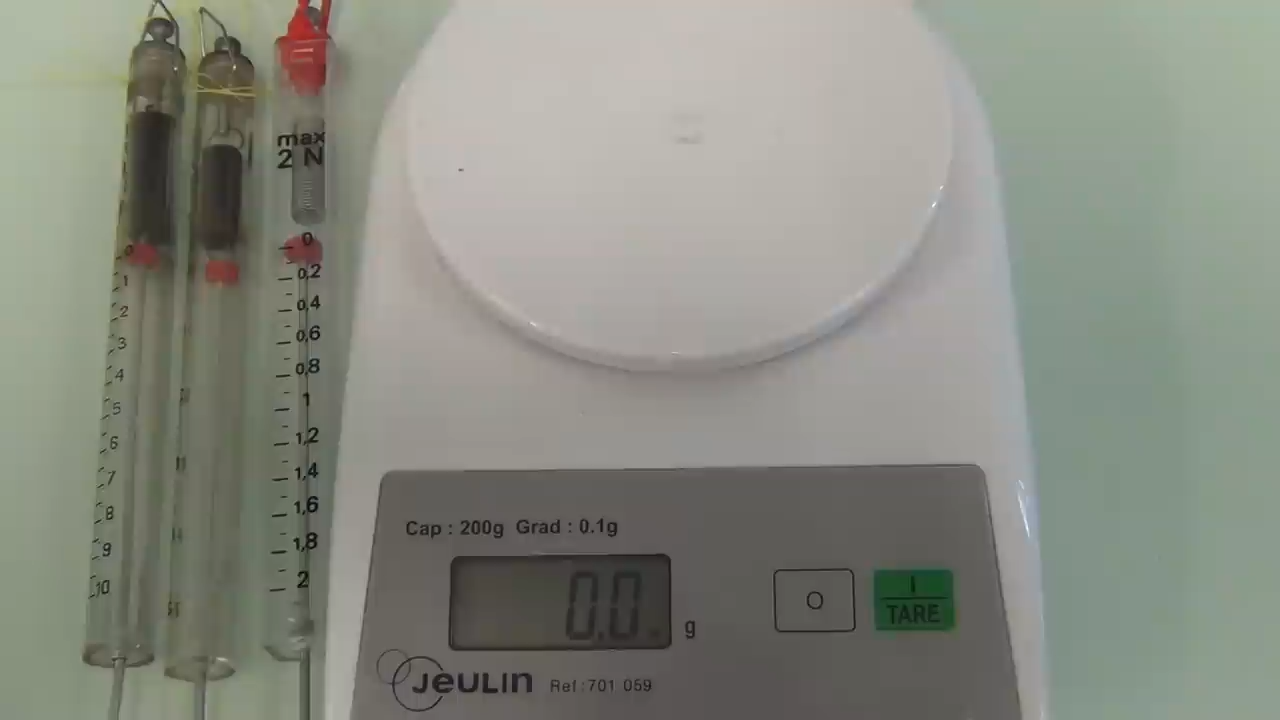 max
2 N
0
0,2
0,4
0,6
0,8
1
1,2
1,4
1,6
1,8
2
0
1
2
3
4
5
6
7
8
9
10
Cap : 200g Grad : 0.1g
0.0 g
O
I
TARE
JEULIN Ref : 701 059